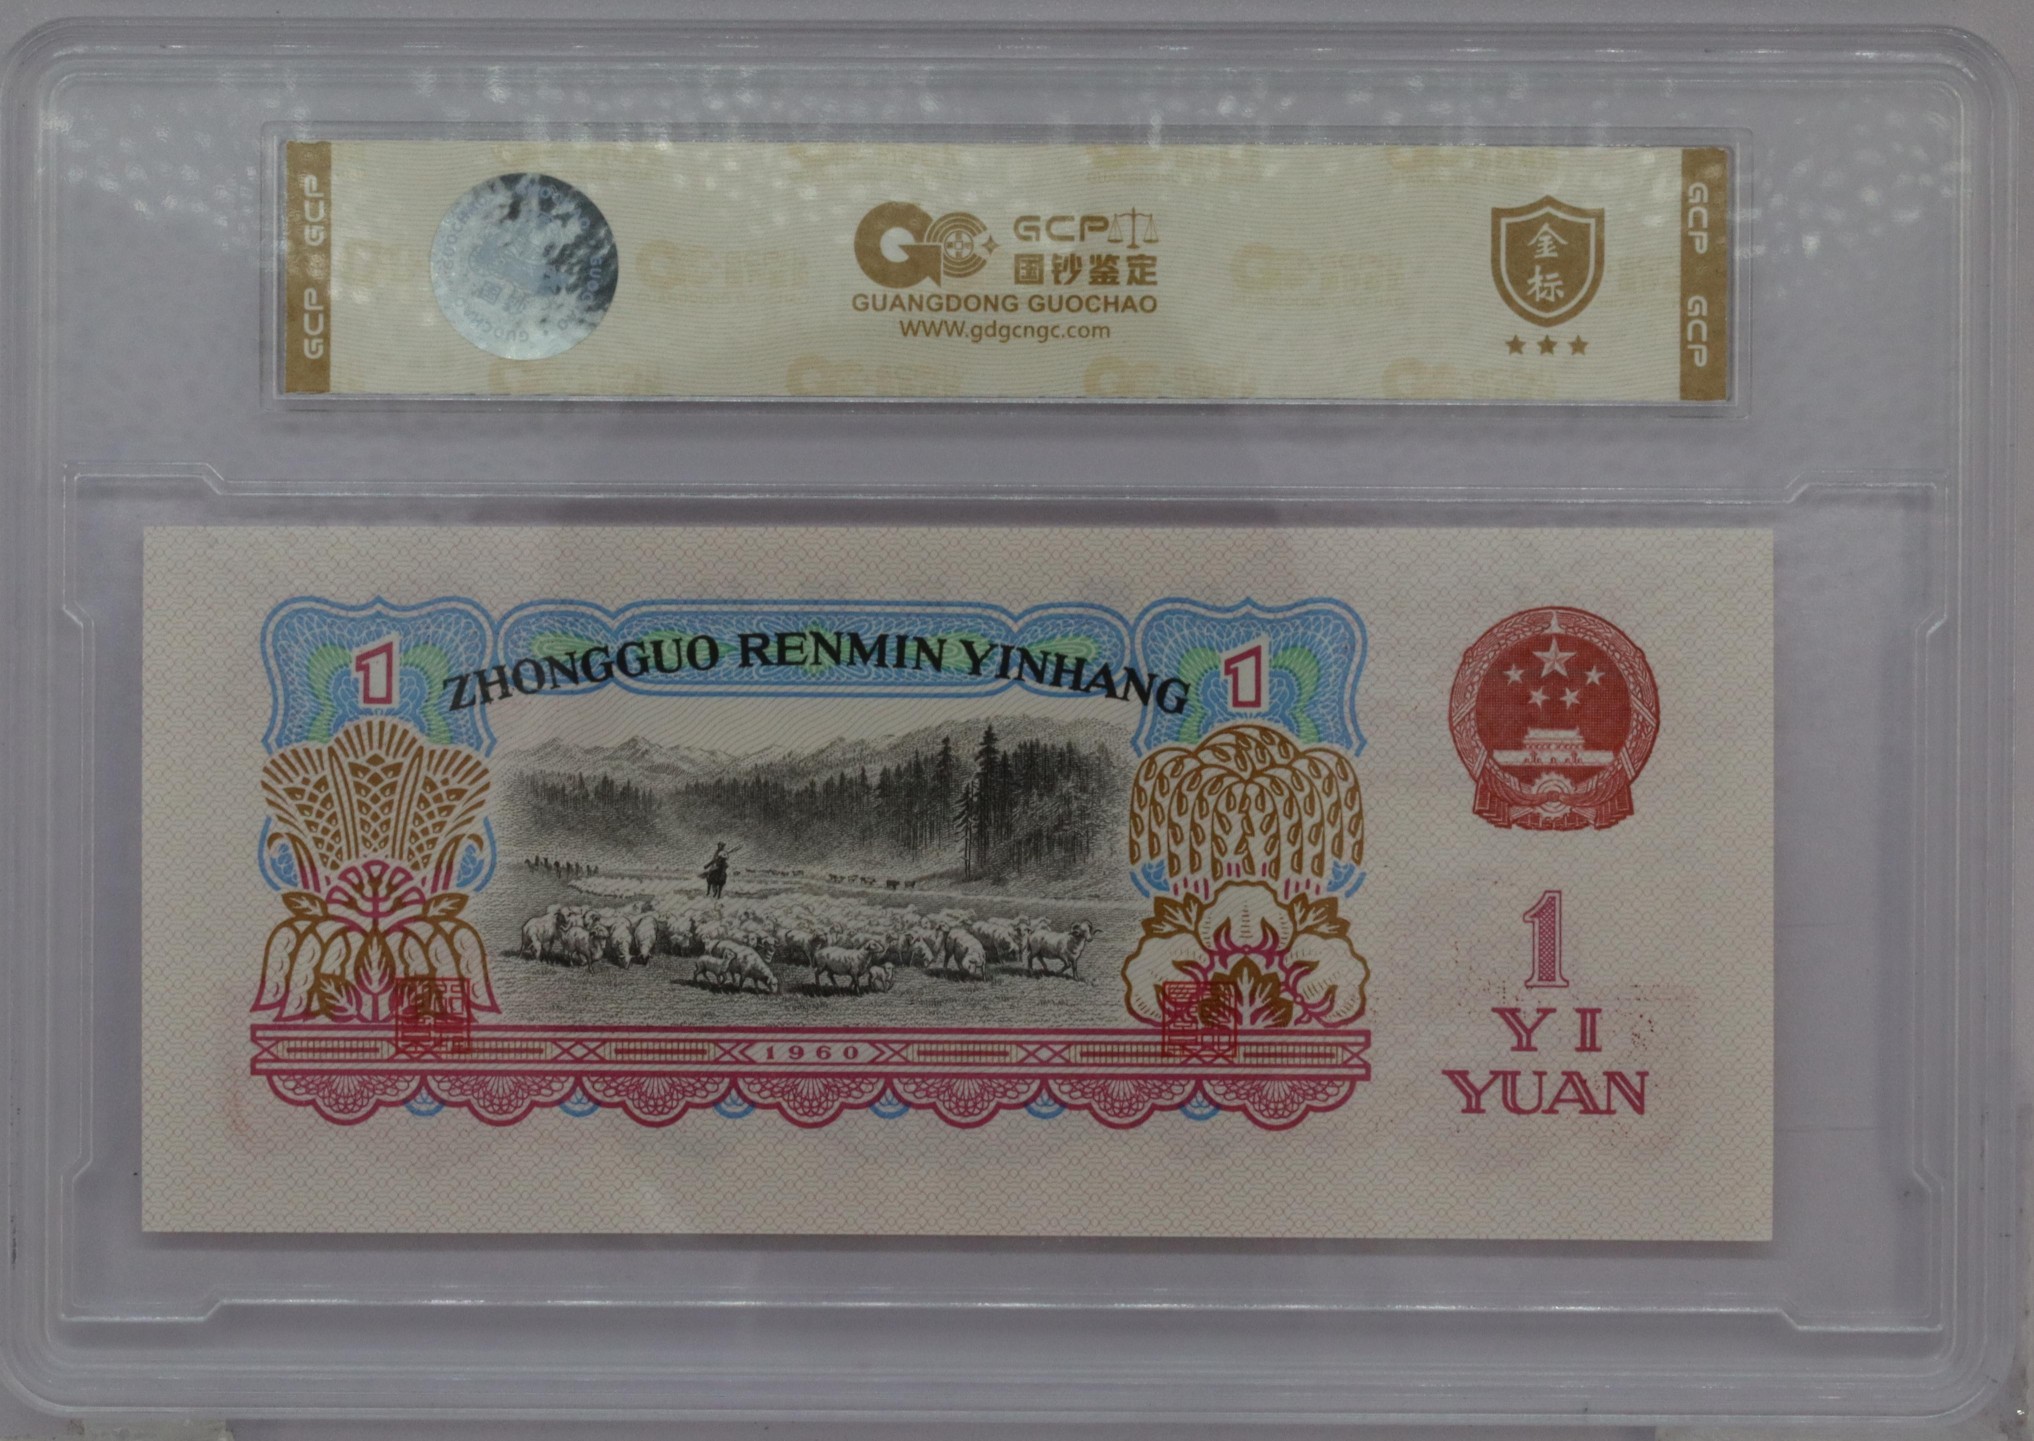 GCP GCP
GCP
国钞鉴定
GUANGDONG GUOCHAO
WWW.gdgcngc.com
金
标
GCP GCP
1
ZHONGGUO RENMIN YINHANG
1
1
YI
YUAN
1960